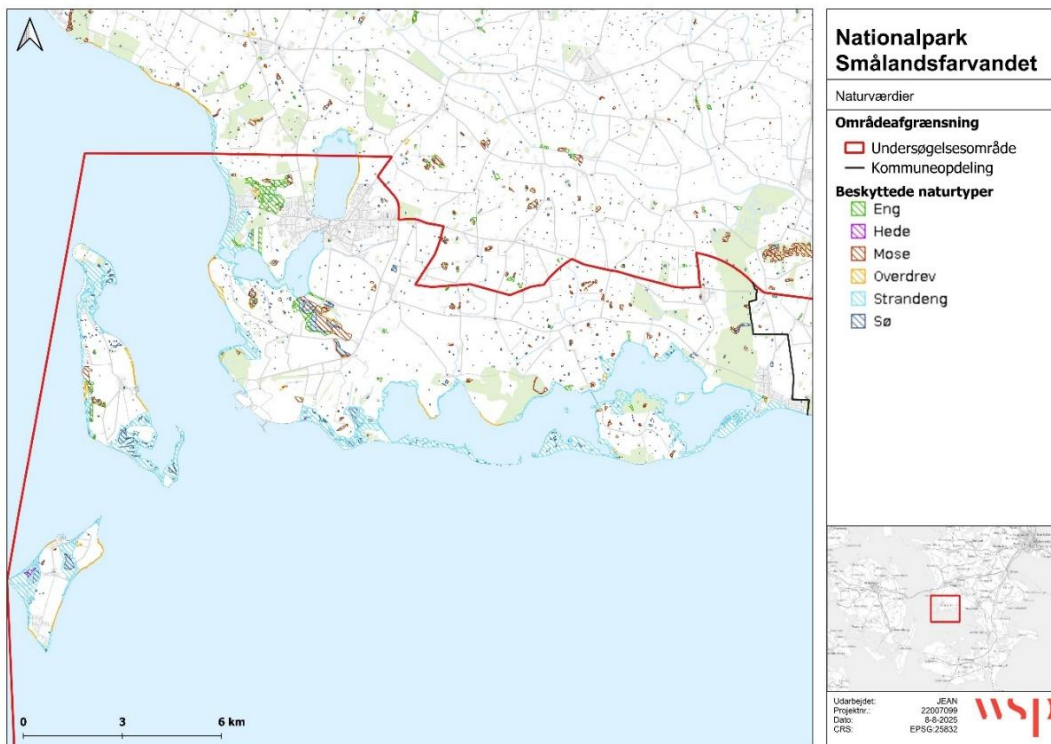 Nationalpark
Smålandsfarvandet
Naturværdier
Områdeafgrænsning
Undersøgelsesområde
Kommuneopdeling
Beskyttede naturtyper
Eng
Hede
Mose
Overdrev
Strandeng
Sø
0 3 6 km
Udarbejdet: JEAN
Projektnr.: 22007099
Dato: 8-8-2025
CRS: EPSG:25832
wsp